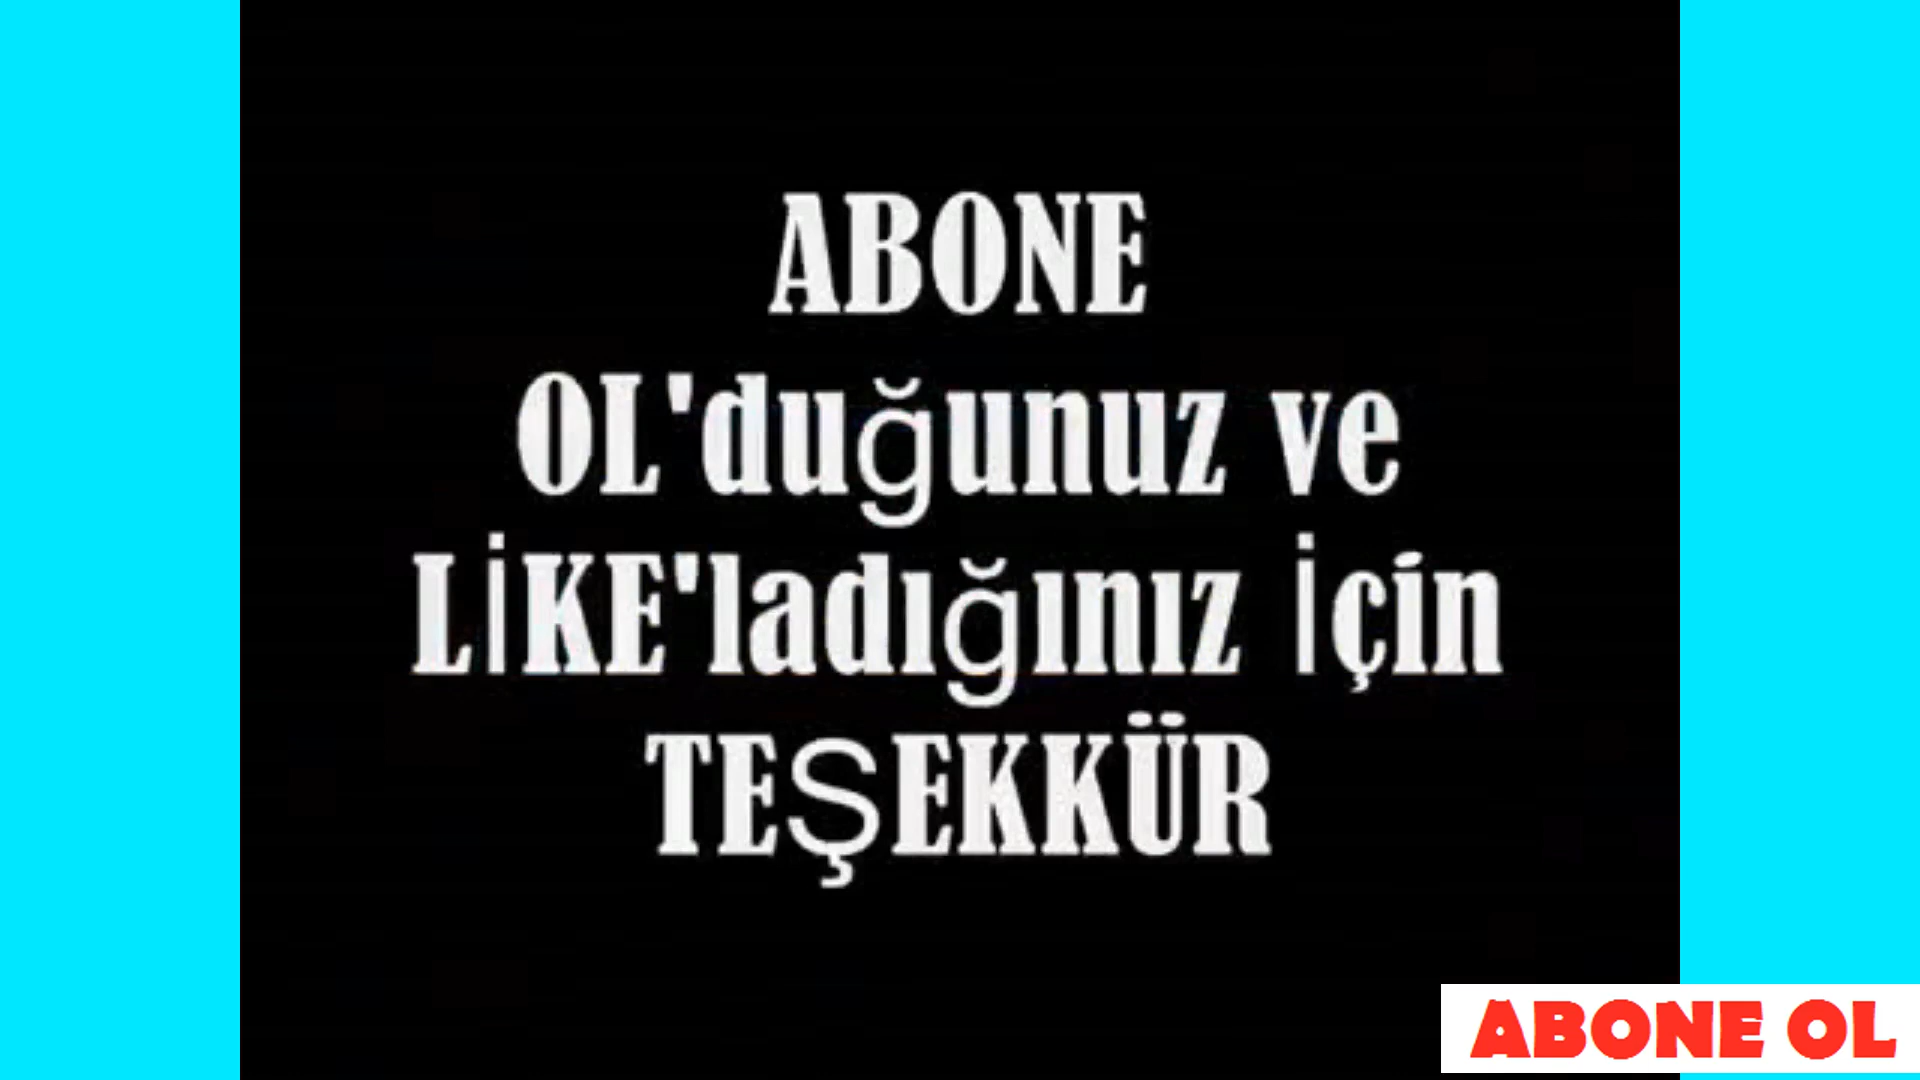 ABONE
OL'duğunuz ve
LİKE'ladığınız İçin
TEŞEKKÜR
ABONE OL